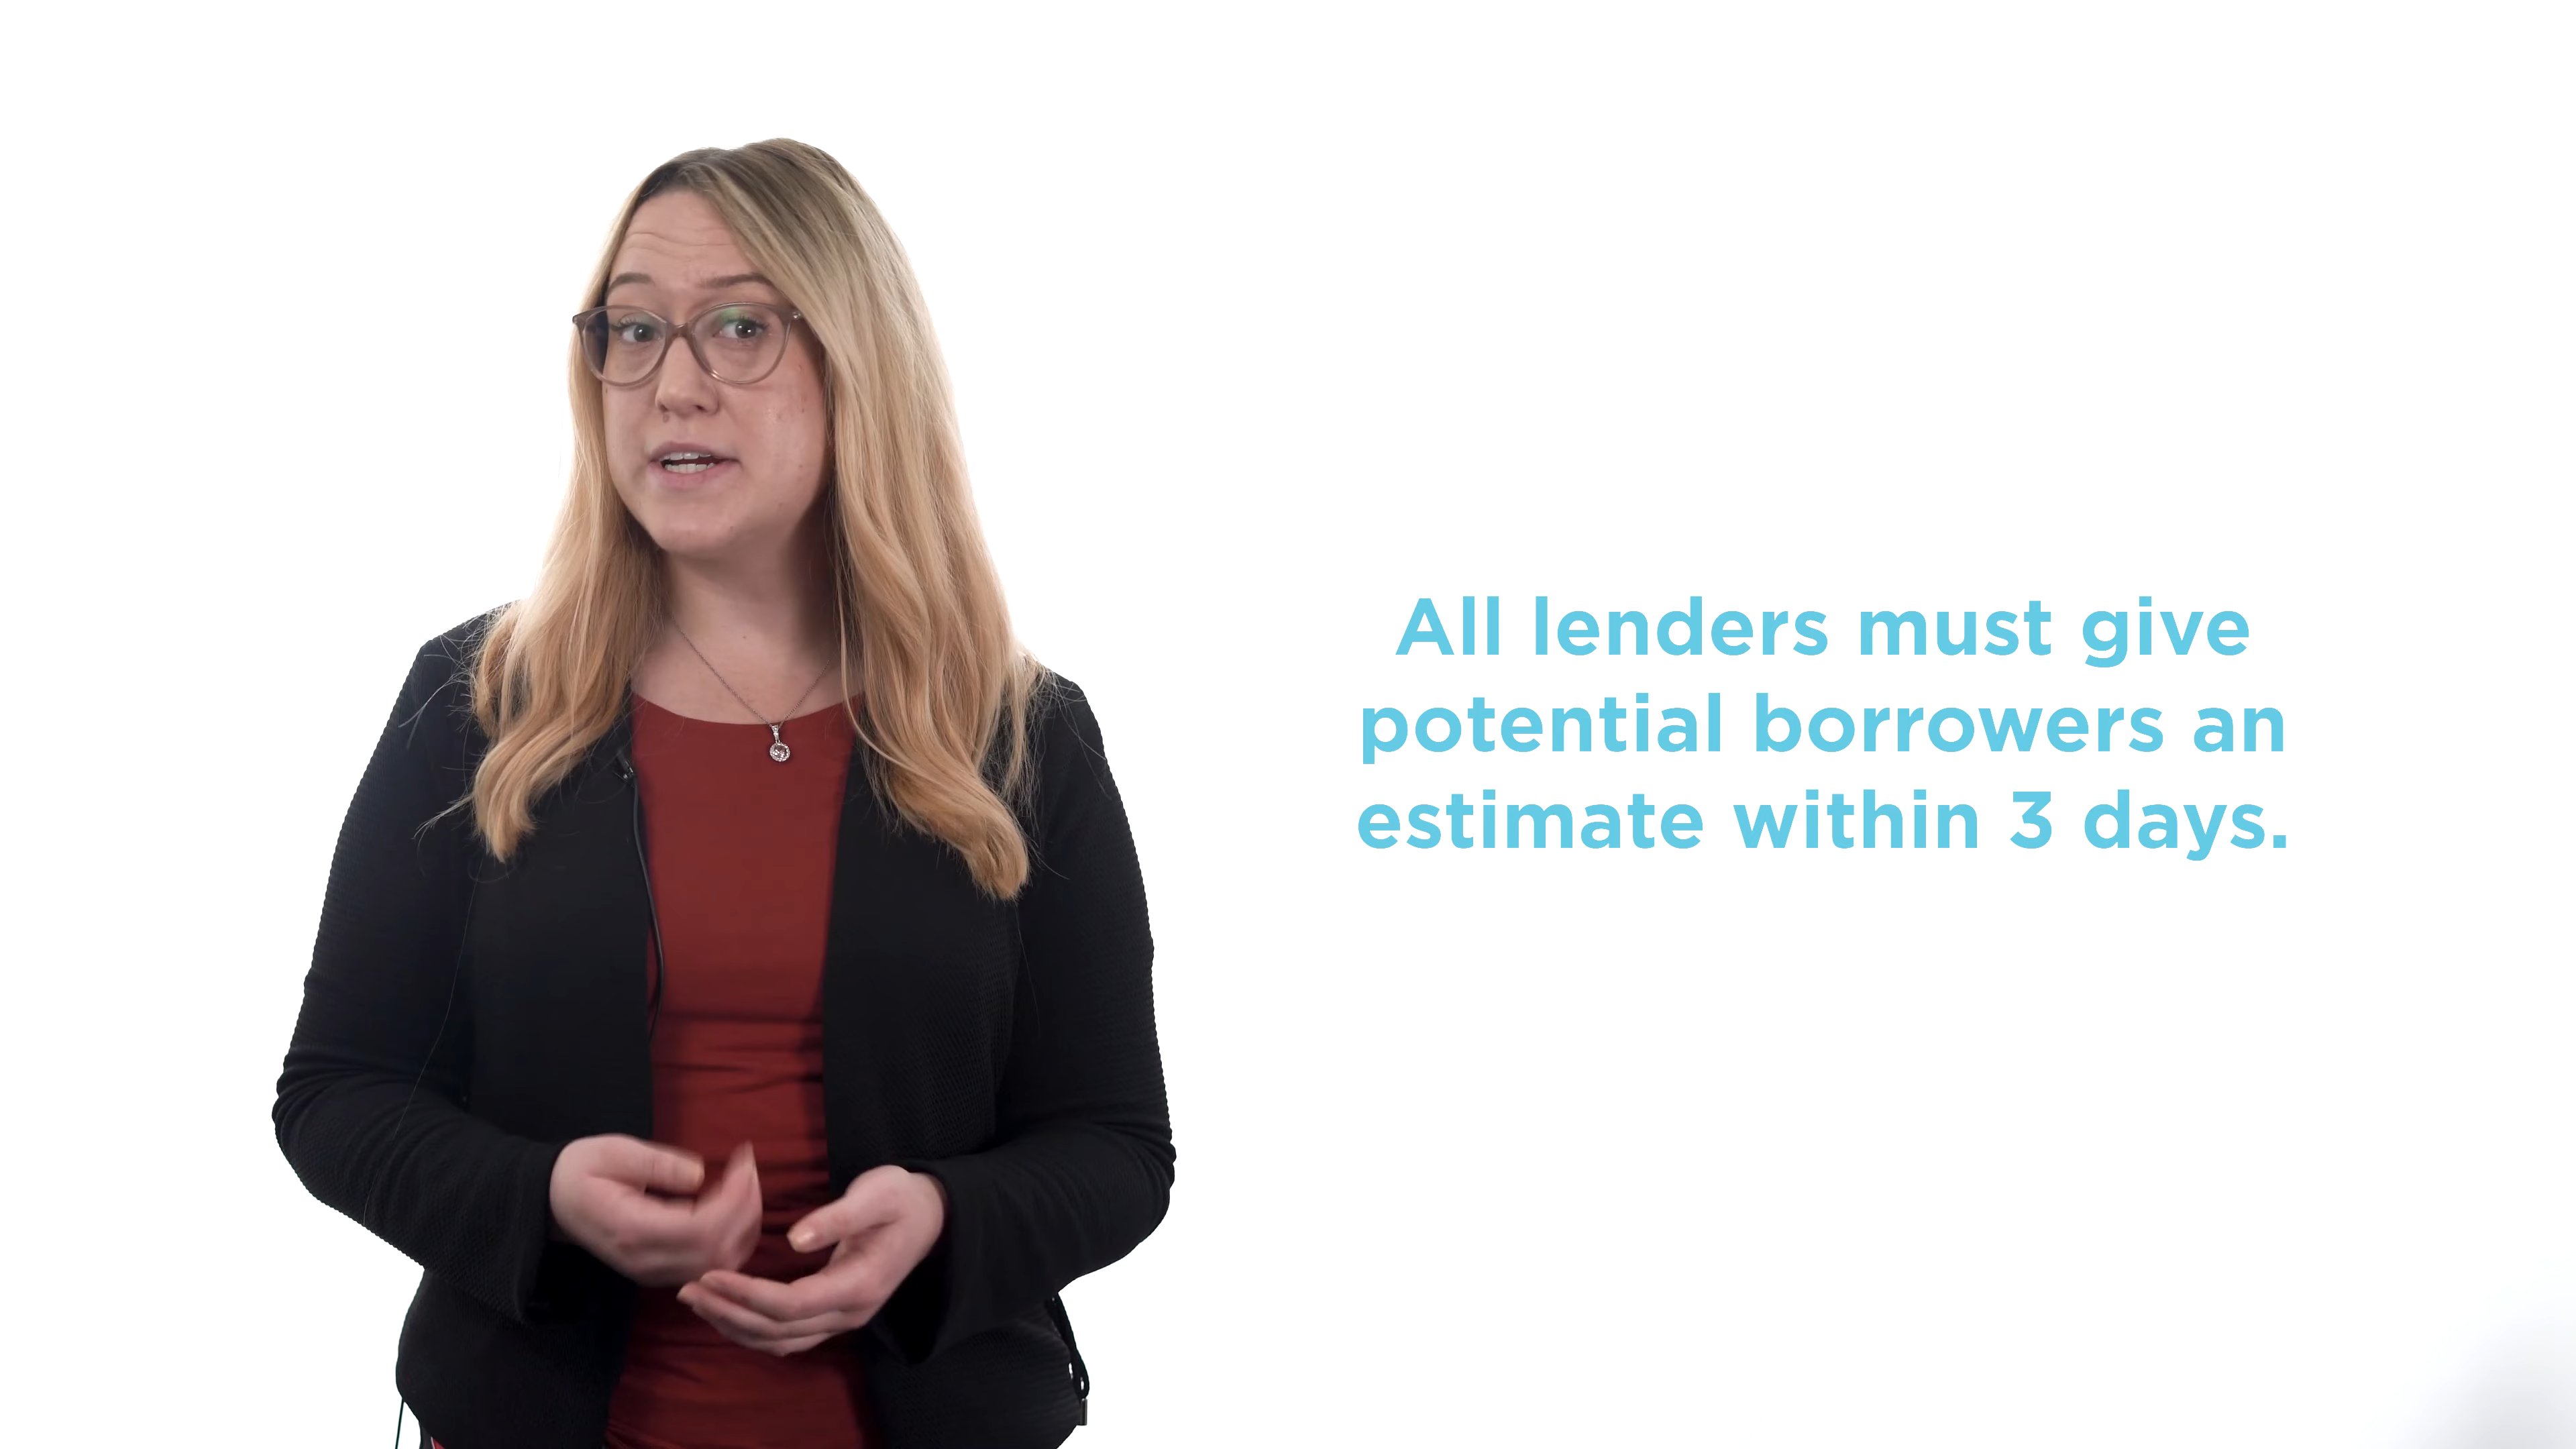 All lenders must give
potential borrowers an
estimate within 3 days.